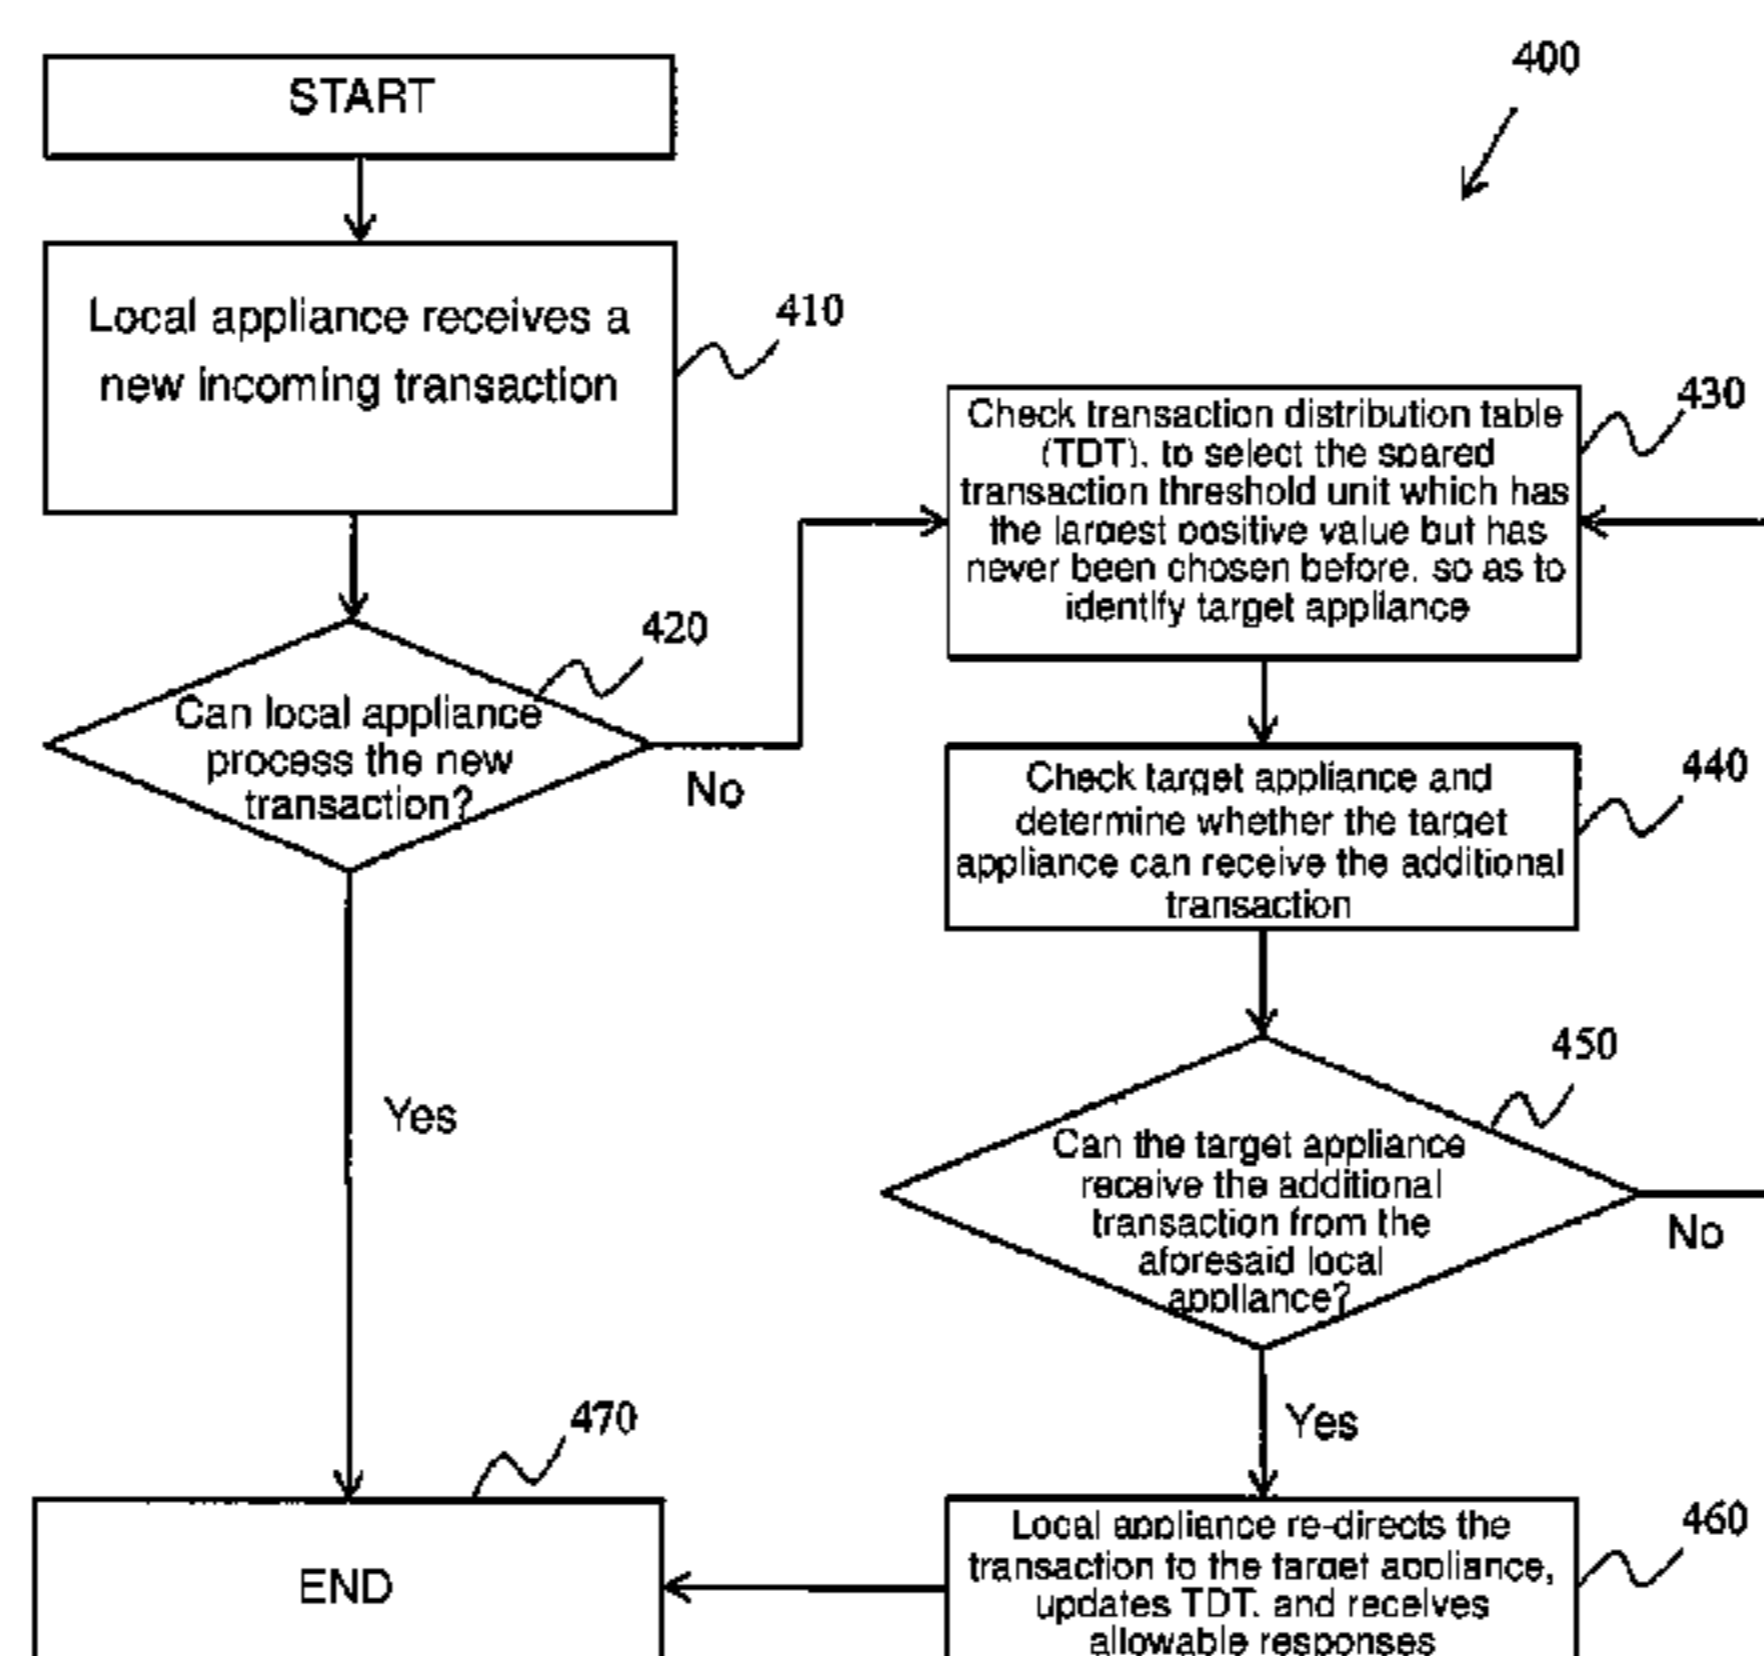 START
400
Local appliance receives a
new incoming transaction
410
Check transaction distribution table
(TDT), to select the spared
transaction threshold unit which has
the largest positive value but has
never been chosen before, so as to
identify target appliance
430
420
Can local appliance
process the new
transaction?
No
Check target appliance and
determine whether the target
appliance can receive the additional
transaction
440
Yes
450
Can the target appliance
receive the additional
transaction from the
aforesaid local
appliance?
No
Yes
470
END
Local appliance re-directs the
transaction to the target appliance,
updates TDT, and receives
allowable responses
460